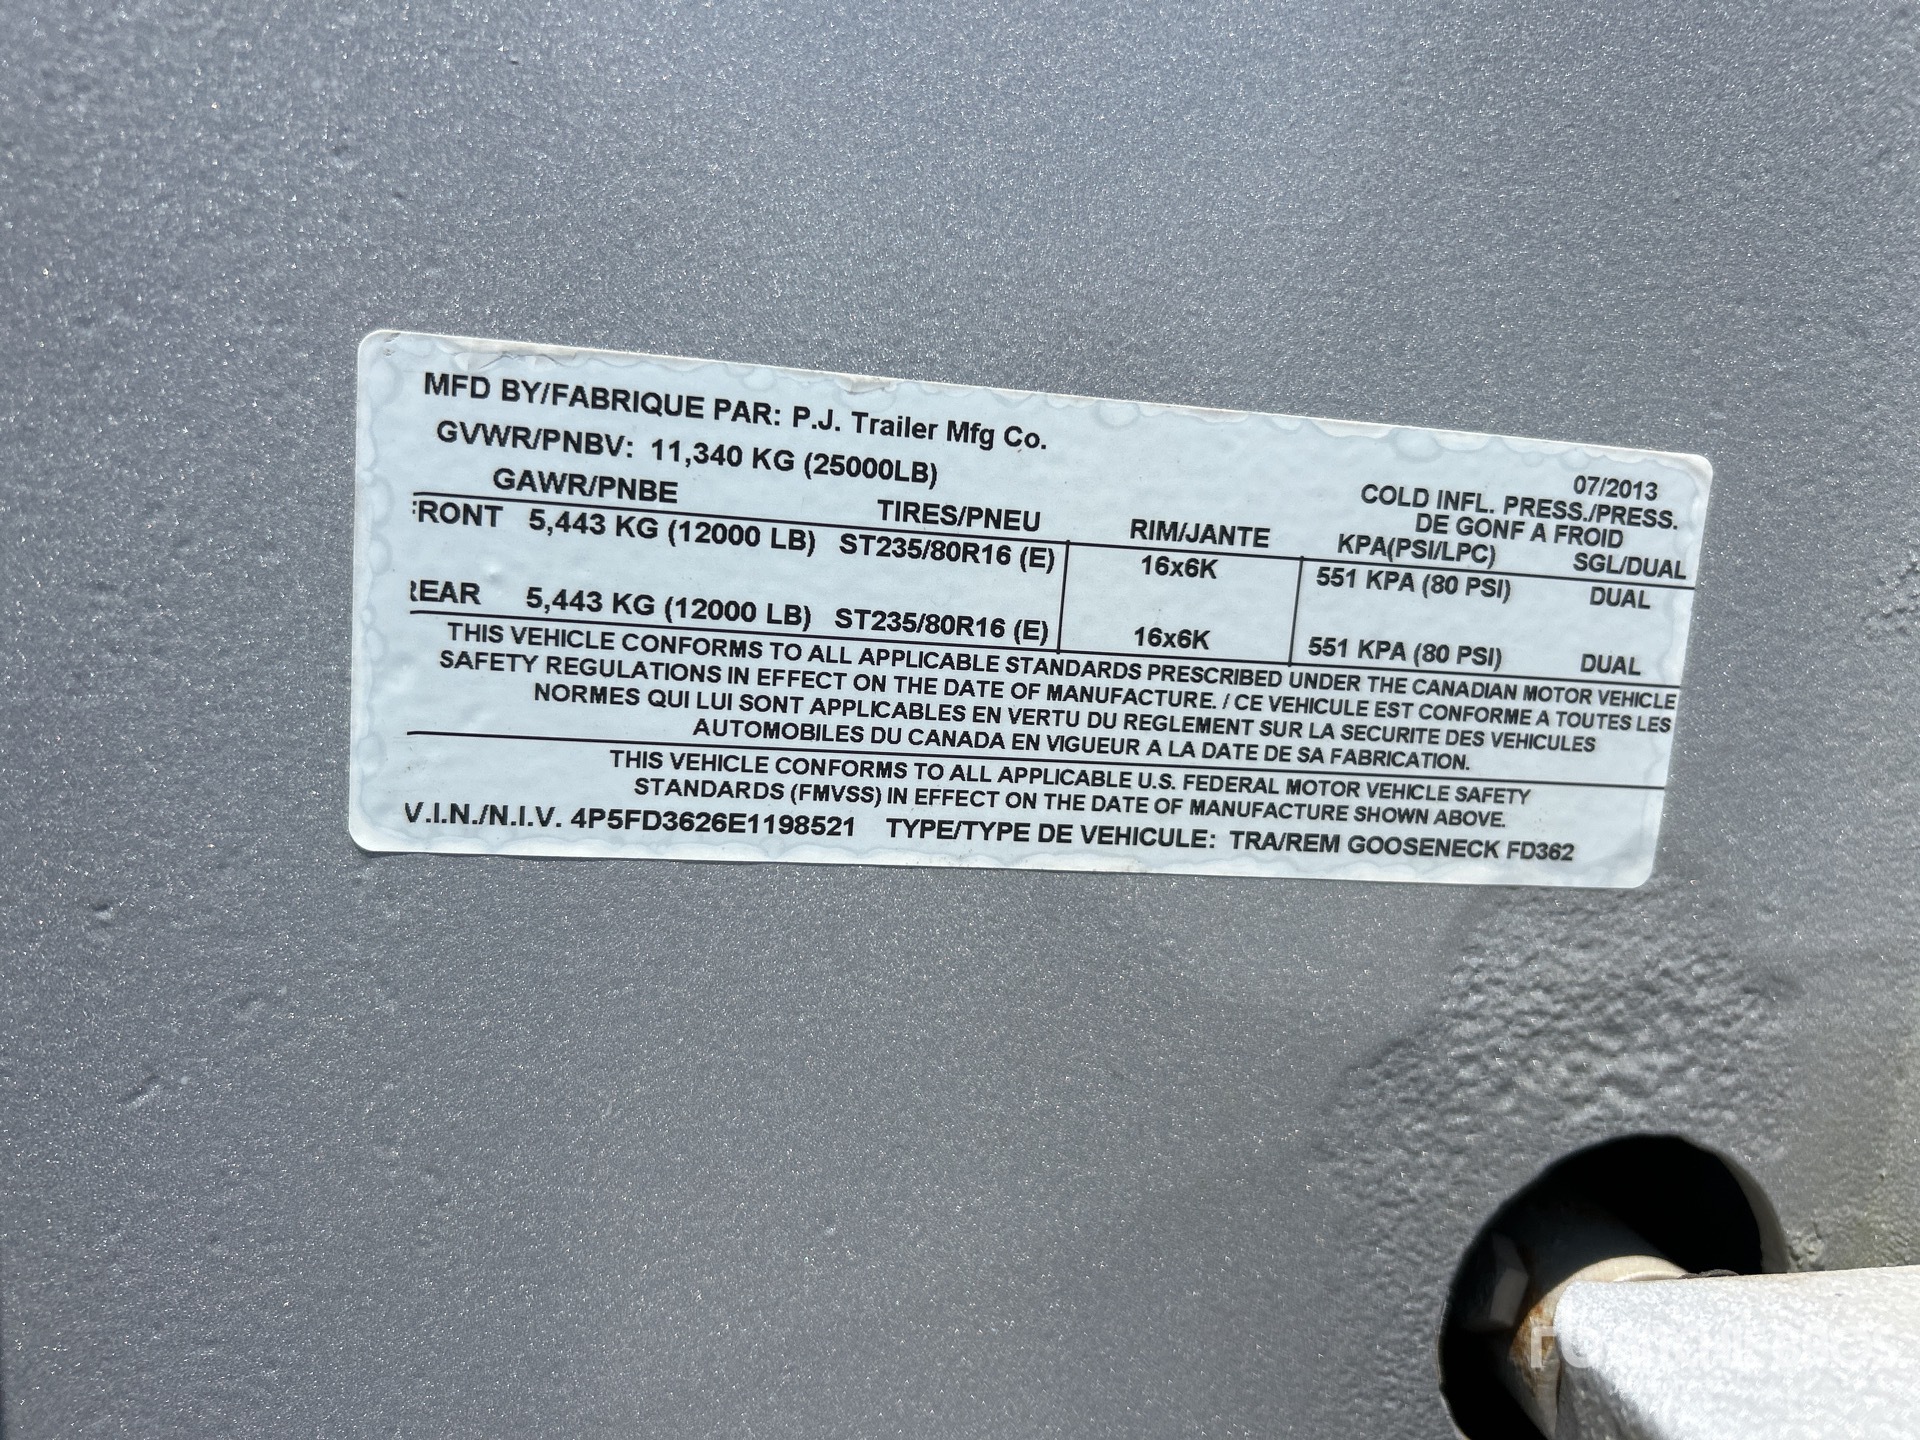 MFD BY/FABRIQUE PAR: P.J. Trailer Mfg Co.
GVWR/PNBV: 11,340 KG (25000LB)
07/2013
GAWR/PNBE TIRES/PNEU RIM/JANTE COLD INFL. PRESS./PRESS.
DE GONF A FROID
KPA(PSI/LPC) SGL/DUAL
FRONT 5,443 KG (12000 LB) ST235/80R16 (E) 16x6K 551 KPA (80 PSI) DUAL
REAR 5,443 KG (12000 LB) ST235/80R16 (E) 16x6K 551 KPA (80 PSI) DUAL
THIS VEHICLE CONFORMS TO ALL APPLICABLE STANDARDS PRESCRIBED UNDER THE CANADIAN MOTOR VEHICLE
SAFETY REGULATIONS IN EFFECT ON THE DATE OF MANUFACTURE. / CE VEHICULE EST CONFORME A TOUTES LES
NORMES QUI LUI SONT APPLICABLES EN VERTU DU REGLEMENT SUR LA SECURITE DES VEHICULES
AUTOMOBILES DU CANADA EN VIGUEUR A LA DATE DE SA FABRICATION.
THIS VEHICLE CONFORMS TO ALL APPLICABLE U.S. FEDERAL MOTOR VEHICLE SAFETY
STANDARDS (FMVSS) IN EFFECT ON THE DATE OF MANUFACTURE SHOWN ABOVE.
V.I.N./N.I.V. 4P5FD3626E1198521 TYPE/TYPE DE VEHICULE: TRA/REM GOOSENECK FD362